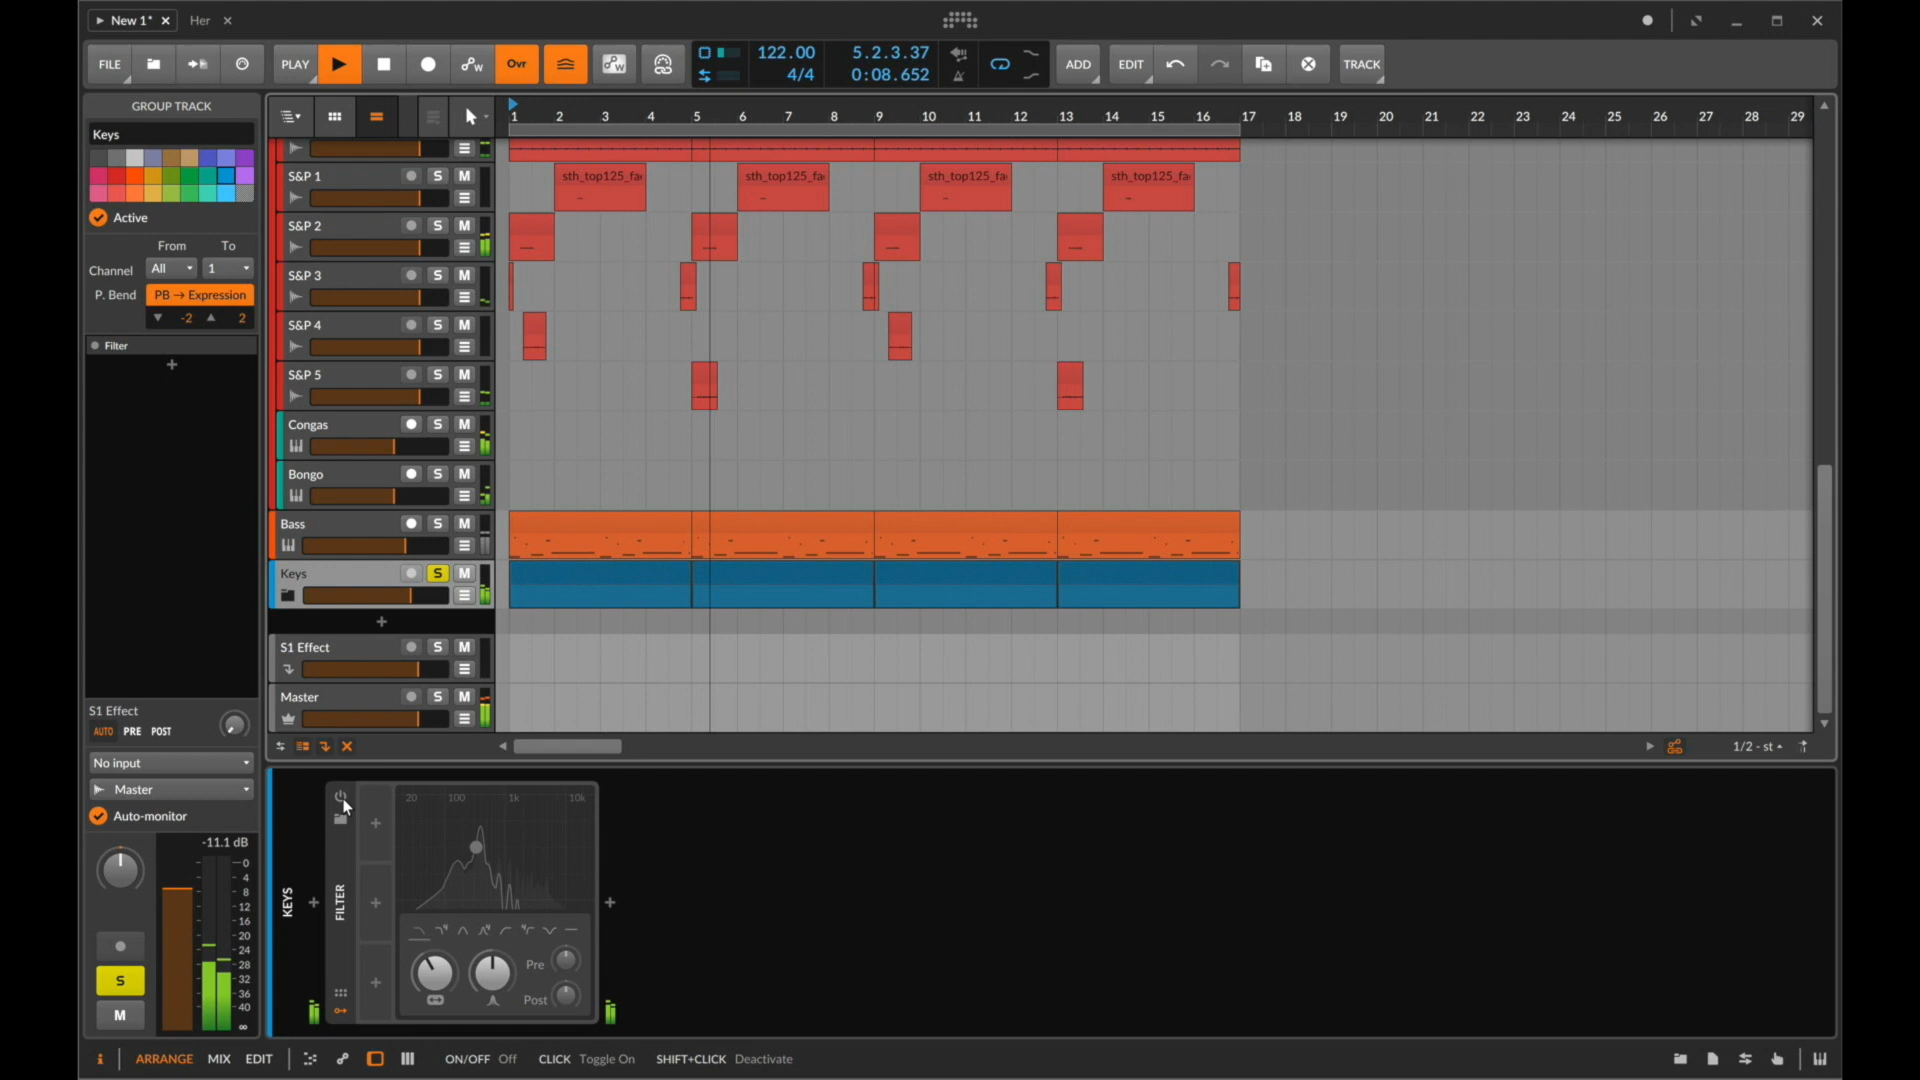 New 1*
Her
FILE
PLAY
Ovr
122.00
4/4
5.2.3.37
0:08.652
ADD
EDIT
TRACK
GROUP TRACK
Keys
Active
From
To
Channel
All
1
P. Bend
PB → Expression
-2
2
Filter
S1 Effect
AUTO
PRE
POST
No input
Master
Auto-monitor
-11.1 dB
0
4
8
12
16
20
24
28
32
36
40
∞
S
M
1 2 3 4 5 6 7 8 9 10 11 12 13 14 15 16 17 18 19 20 21 22 23 24 25 26 27 28 29
S&P 1 S M
sth_top125_fa
sth_top125_fa
sth_top125_fa
sth_top125_fa
S&P 2 S M
S&P 3 S M
S&P 4 S M
S&P 5 S M
Congas S M
Bongo S M
Bass S M
Keys S M
S1 Effect S M
Master S M
1/2 - st
KEYS
FILTER
20 100 1k 10k
Pre
Post
i
ARRANGE MIX EDIT
ON/OFF Off CLICK Toggle On SHIFT+CLICK Deactivate